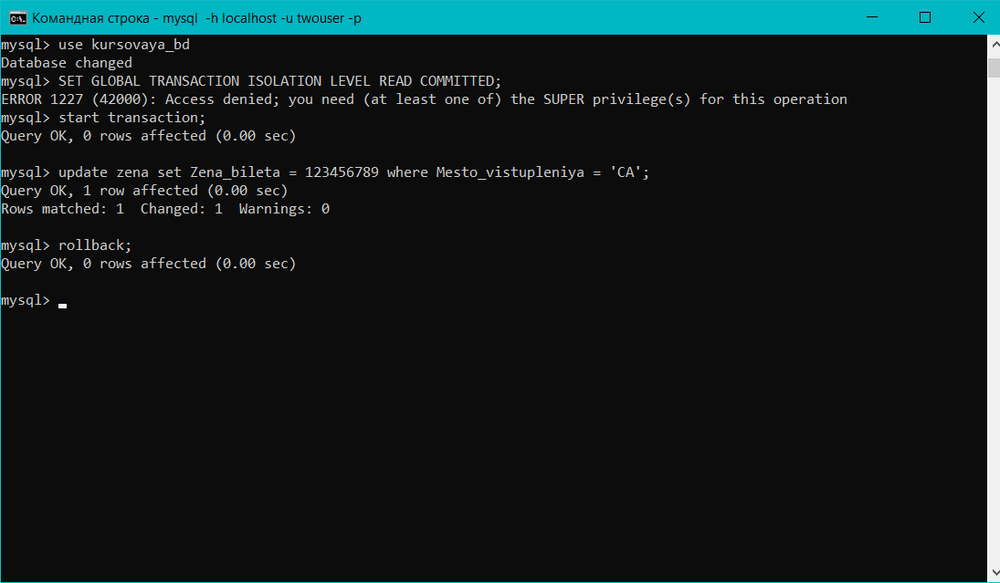 Командная строка - mysql  -h localhost -u twouser -p
mysql> use kursovaya_bd
Database changed
mysql> SET GLOBAL TRANSACTION ISOLATION LEVEL READ COMMITTED;
ERROR 1227 (42000): Access denied; you need (at least one of) the SUPER privilege(s) for this operation
mysql> start transaction;
Query OK, 0 rows affected (0.00 sec)
mysql> update zena set Zena_bileta = 123456789 where Mesto_vistupleniya = 'CA';
Query OK, 1 row affected (0.00 sec)
Rows matched: 1  Changed: 1  Warnings: 0
mysql> rollback;
Query OK, 0 rows affected (0.00 sec)
mysql>